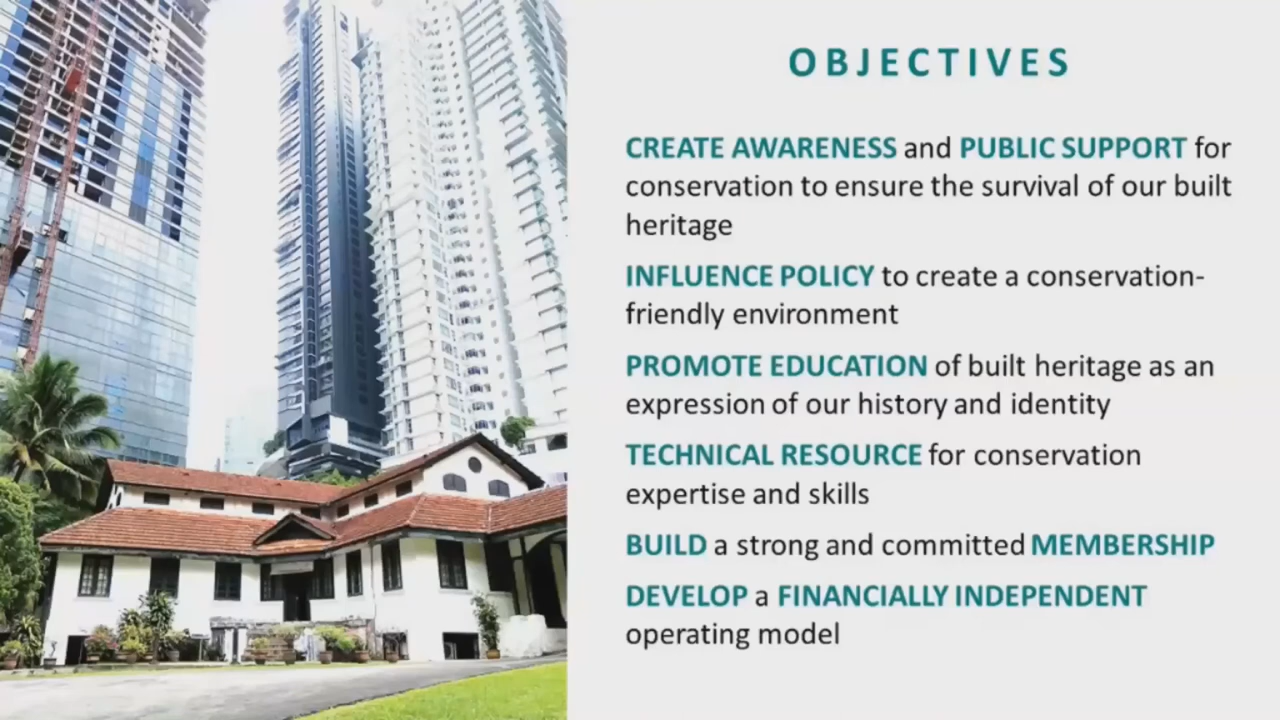 OBJECTIVES
CREATE AWARENESS and PUBLIC SUPPORT for
conservation to ensure the survival of our built
heritage
INFLUENCE POLICY to create a conservation-
friendly environment
PROMOTE EDUCATION of built heritage as an
expression of our history and identity
TECHNICAL RESOURCE for conservation
expertise and skills
BUILD a strong and committed MEMBERSHIP
DEVELOP a FINANCIALLY INDEPENDENT
operating model